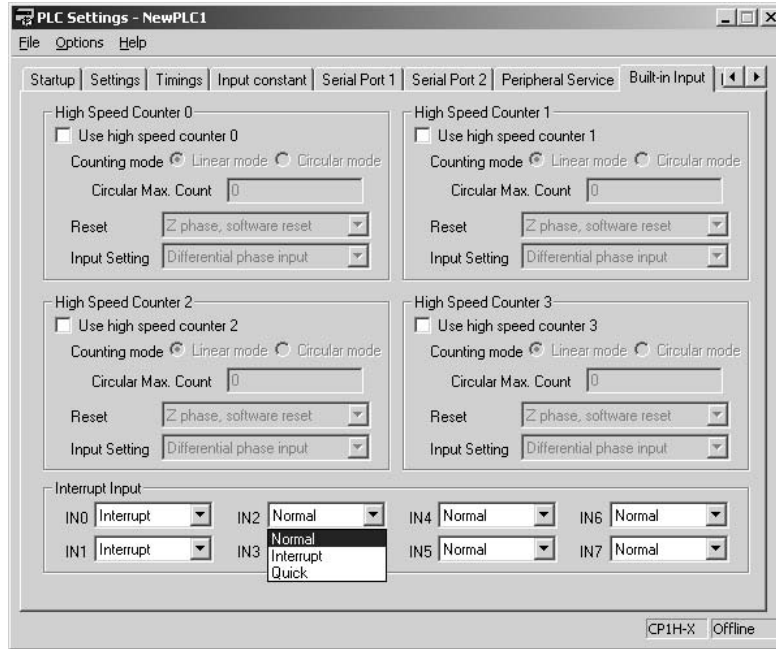 PLC Settings - NewPLC1
File Options Help
Startup Settings Timings Input constant Serial Port 1 Serial Port 2 Peripheral Service Built-in Input
High Speed Counter 0
Use high speed counter 0
Counting mode Linear mode Circular mode
Circular Max. Count 0
Reset Z phase, software reset
Input Setting Differential phase input
High Speed Counter 1
Use high speed counter 1
Counting mode Linear mode Circular mode
Circular Max. Count 0
Reset Z phase, software reset
Input Setting Differential phase input
High Speed Counter 2
Use high speed counter 2
Counting mode Linear mode Circular mode
Circular Max. Count 0
Reset Z phase, software reset
Input Setting Differential phase input
High Speed Counter 3
Use high speed counter 3
Counting mode Linear mode Circular mode
Circular Max. Count 0
Reset Z phase, software reset
Input Setting Differential phase input
Interrupt Input
IN0 Interrupt IN2 Normal IN4 Normal IN6 Normal
IN1 Interrupt IN3 Normal IN5 Normal IN7 Normal
Interrupt
Quick
CP1H-X Offline